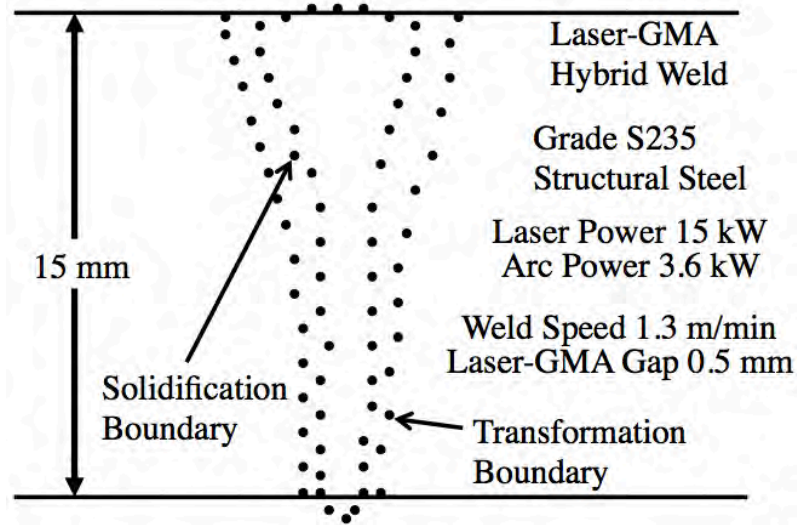 Laser-GMA
Hybrid Weld
Grade S235
Structural Steel
Laser Power 15 kW
Arc Power 3.6 kW
15 mm
Weld Speed 1.3 m/min
Laser-GMA Gap 0.5 mm
Solidification
Boundary
Transformation
Boundary